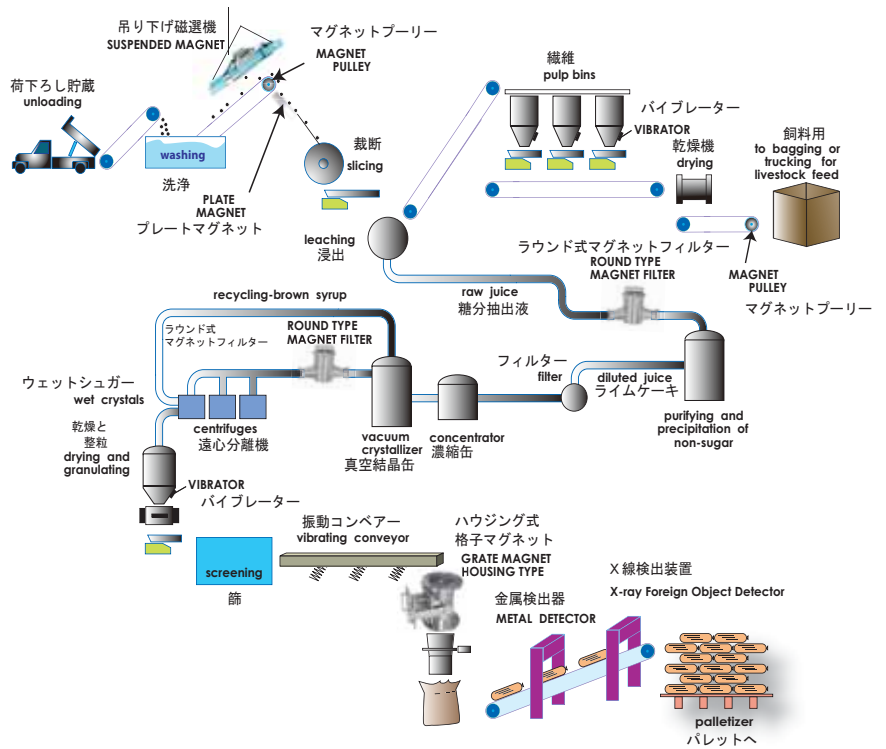 吊り下げ磁選機
SUSPENDED MAGNET
マグネットプーリー
MAGNET
PULLEY
荷下ろし貯蔵
unloading
washing
洗浄
PLATE
MAGNET
プレートマグネット
裁断
slicing
繊維
pulp bins
バイブレーター
VIBRATOR
乾燥機
drying
飼料用
to bagging or
trucking for
livestock feed
MAGNET
PULLEY
マグネットプーリー
leaching
浸出
ラウンド式マグネットフィルター
ROUND TYPE
MAGNET FILTER
raw juice
糖分抽出液
recycling-brown syrup
ラウンド式
マグネットフィルター
ROUND TYPE
MAGNET FILTER
フィルター
filter
diluted juice
ライムケーキ
purifying and
precipitation of
non-sugar
ウェットシュガー
wet crystals
centrifuges
遠心分離機
vacuum
crystallizer
真空結晶缶
concentrator
濃縮缶
乾燥と
整粒
drying and
granulating
VIBRATOR
バイブレーター
screening
篩
振動コンベアー
vibrating conveyor
ハウジング式
格子マグネット
GRATE MAGNET
HOUSING TYPE
金属検出器
METAL DETECTOR
X線検出装置
X-ray Foreign Object Detector
palletizer
パレットへ